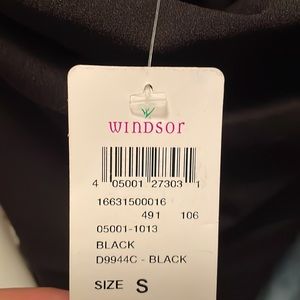 WINDSOR
4 05001 27303 1
16631500016
491 106
05001-1013
BLACK
D9944C - BLACK
SIZE S